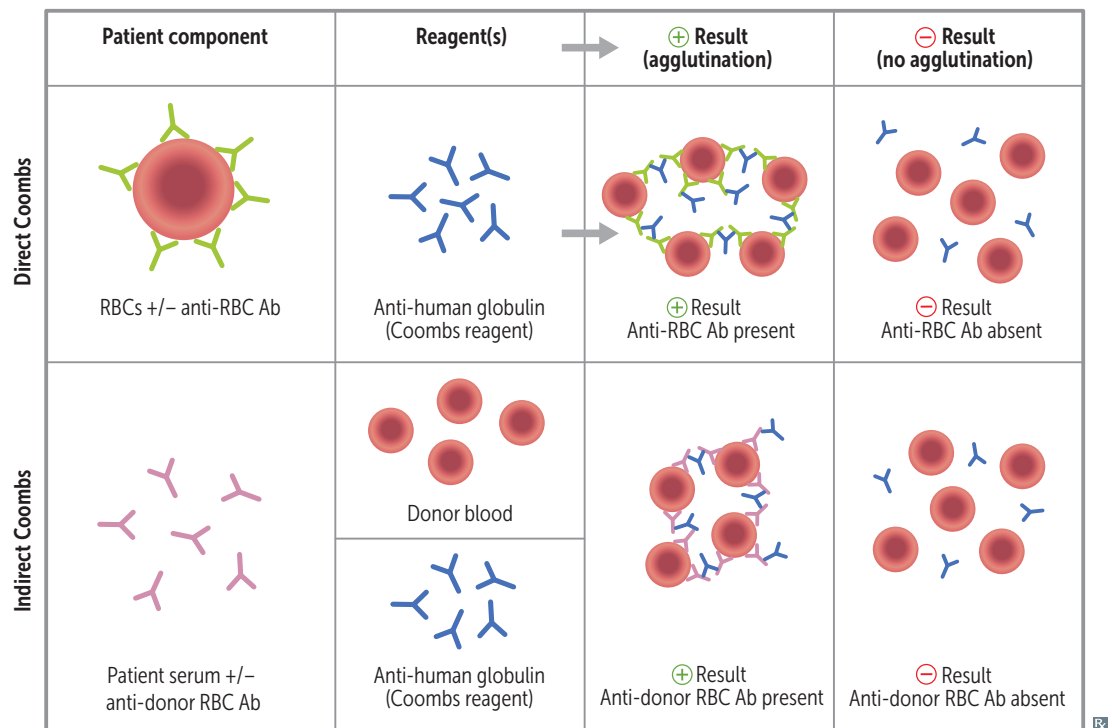 Patient component
Reagent(s)
⊕ Result
(agglutination)
⊖ Result
(no agglutination)
Direct Coombs
RBCs +/– anti-RBC Ab
Anti-human globulin
(Coombs reagent)
⊕ Result
Anti-RBC Ab present
⊖ Result
Anti-RBC Ab absent
Indirect Coombs
Patient serum +/–
anti-donor RBC Ab
Donor blood
Anti-human globulin
(Coombs reagent)
⊕ Result
Anti-donor RBC Ab present
⊖ Result
Anti-donor RBC Ab absent
Rx